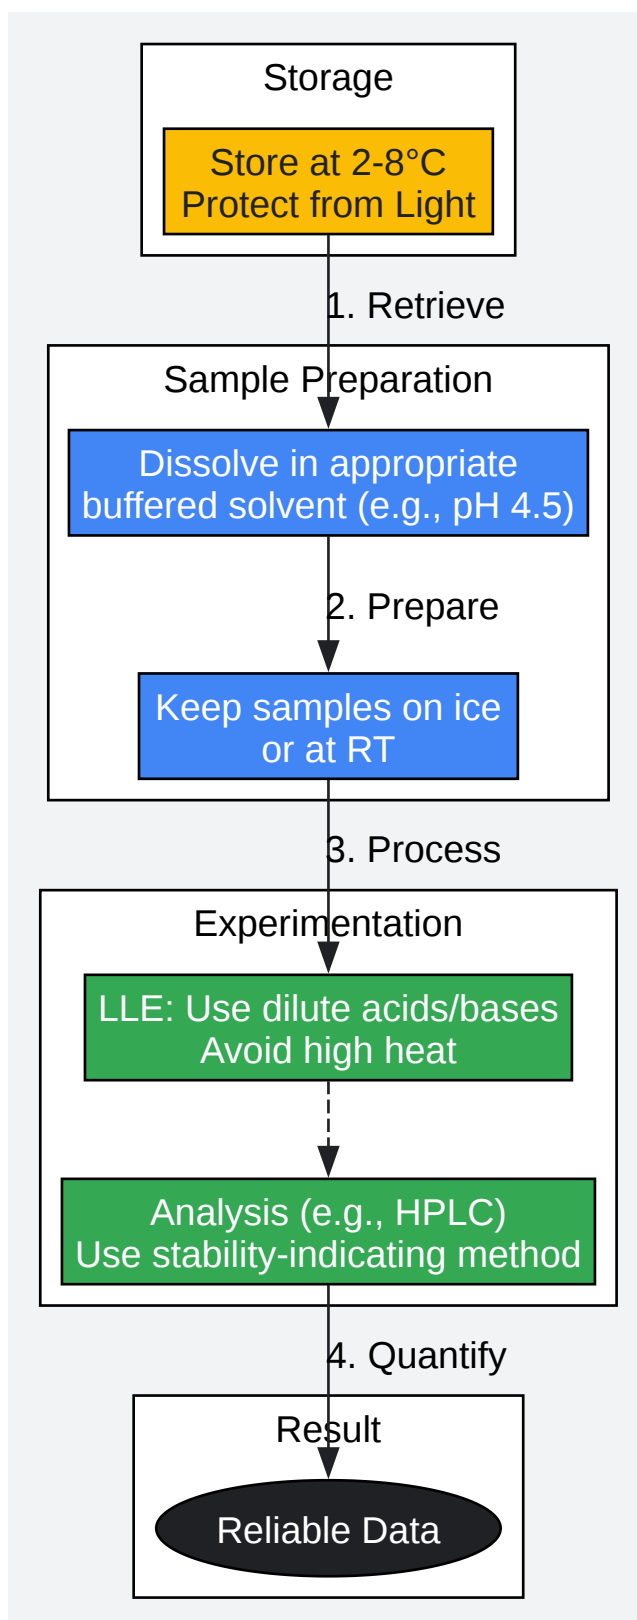 Storage
Store at 2-8°C
Protect from Light
1. Retrieve
Sample Preparation
Dissolve in appropriate
buffered solvent (e.g., pH 4.5)
2. Prepare
Keep samples on ice
or at RT
3. Process
Experimentation
LLE: Use dilute acids/bases
Avoid high heat
Analysis (e.g., HPLC)
Use stability-indicating method
4. Quantify
Result
Reliable Data